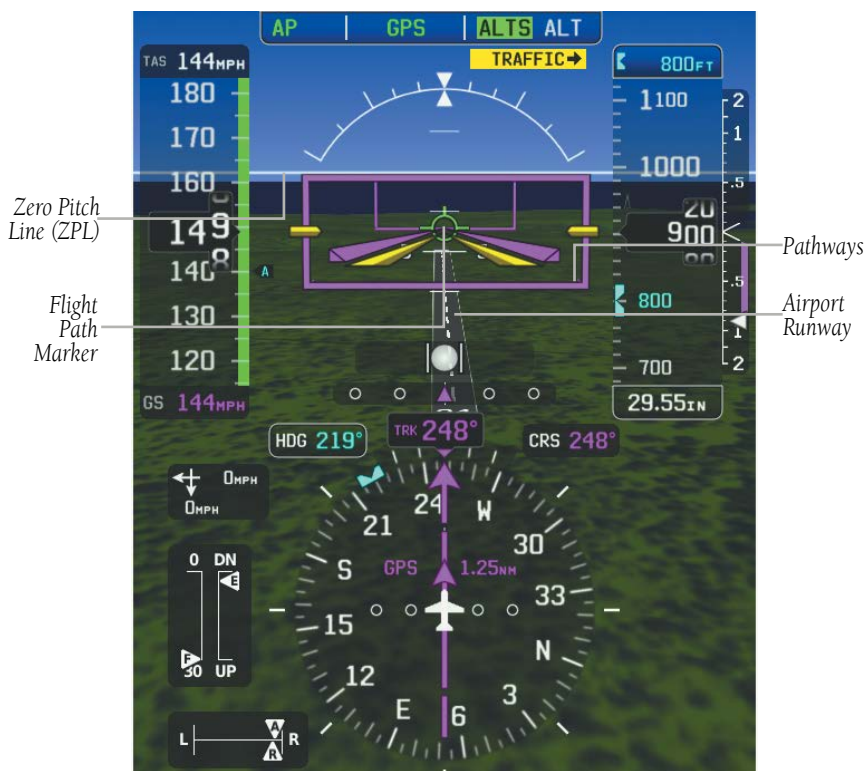 AP GPS ALTS ALT
TRAFFIC→
TAS 144MPH
800FT
180
170
160
149
8
140
130
120
A
GS 144MPH
1100
1000
20
900
800
700
29.55IN
2
1
.5
.5
1
2
Zero Pitch
Line (ZPL)
Flight
Path
Marker
Pathways
Airport
Runway
HDG 219°
TRK 248°
CRS 248°
0MPH
0MPH
24
W
21
30
S
GPS 1.25NM
33
15
N
12
3
E
6
0 DN
E
F
30 UP
L A R
R